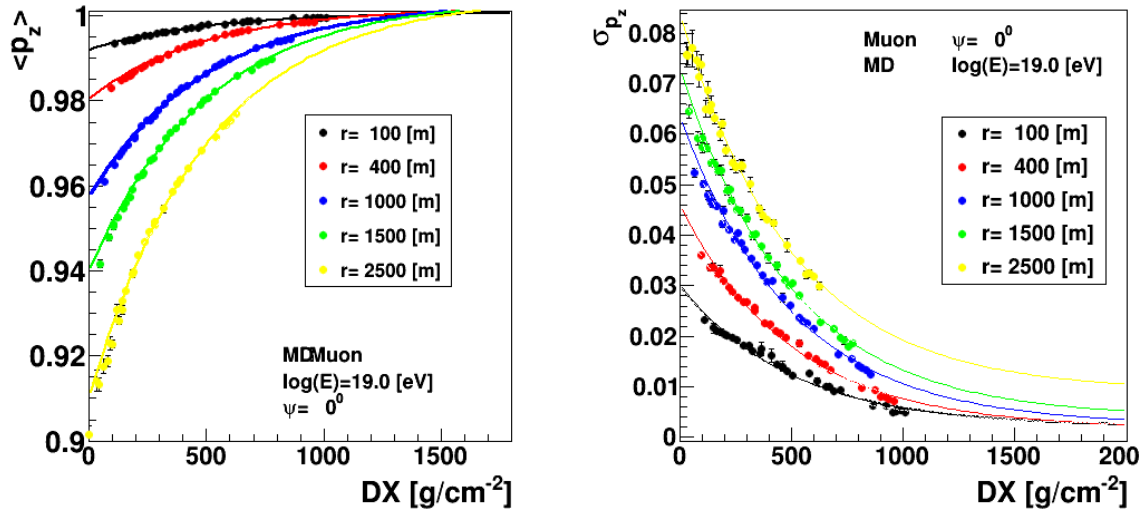 <p_z>
1
0.98
0.96
0.94
0.92
0.9
0 500 1000 1500
DX [g/cm⁻²]
r= 100 [m]
r= 400 [m]
r= 1000 [m]
r= 1500 [m]
r= 2500 [m]
MDMuon
log(E)=19.0 [eV]
ψ= 0⁰
σ_p_z
0.08
0.07
0.06
0.05
0.04
0.03
0.02
0.01
0
0 500 1000 1500 200
DX [g/cm⁻²]
Muon ψ= 0⁰
MD log(E)=19.0 [eV]
r= 100 [m]
r= 400 [m]
r= 1000 [m]
r= 1500 [m]
r= 2500 [m]